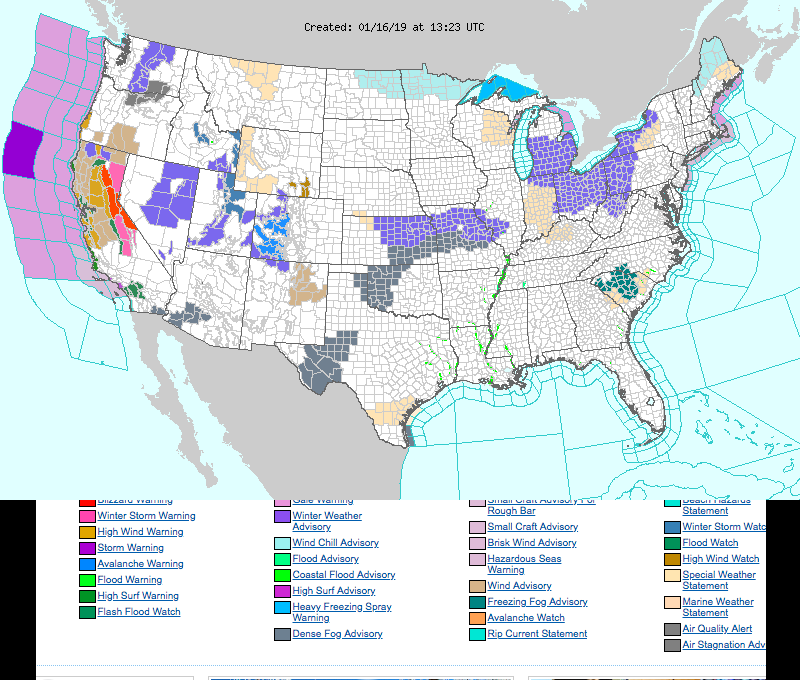 Created: 01/16/19 at 13:23 UTC
Blizzard Warning
Winter Storm Warning
High Wind Warning
Storm Warning
Avalanche Warning
Flood Warning
High Surf Warning
Flash Flood Watch
Gale Warning
Winter Weather
Advisory
Wind Chill Advisory
Flood Advisory
Coastal Flood Advisory
High Surf Advisory
Heavy Freezing Spray
Warning
Dense Fog Advisory
Small Craft Advisory For
Rough Bar
Small Craft Advisory
Brisk Wind Advisory
Hazardous Seas
Warning
Wind Advisory
Freezing Fog Advisory
Avalanche Watch
Rip Current Statement
Beach Hazards
Statement
Winter Storm Watc
Flood Watch
High Wind Watch
Special Weather
Statement
Marine Weather
Statement
Air Quality Alert
Air Stagnation Adv